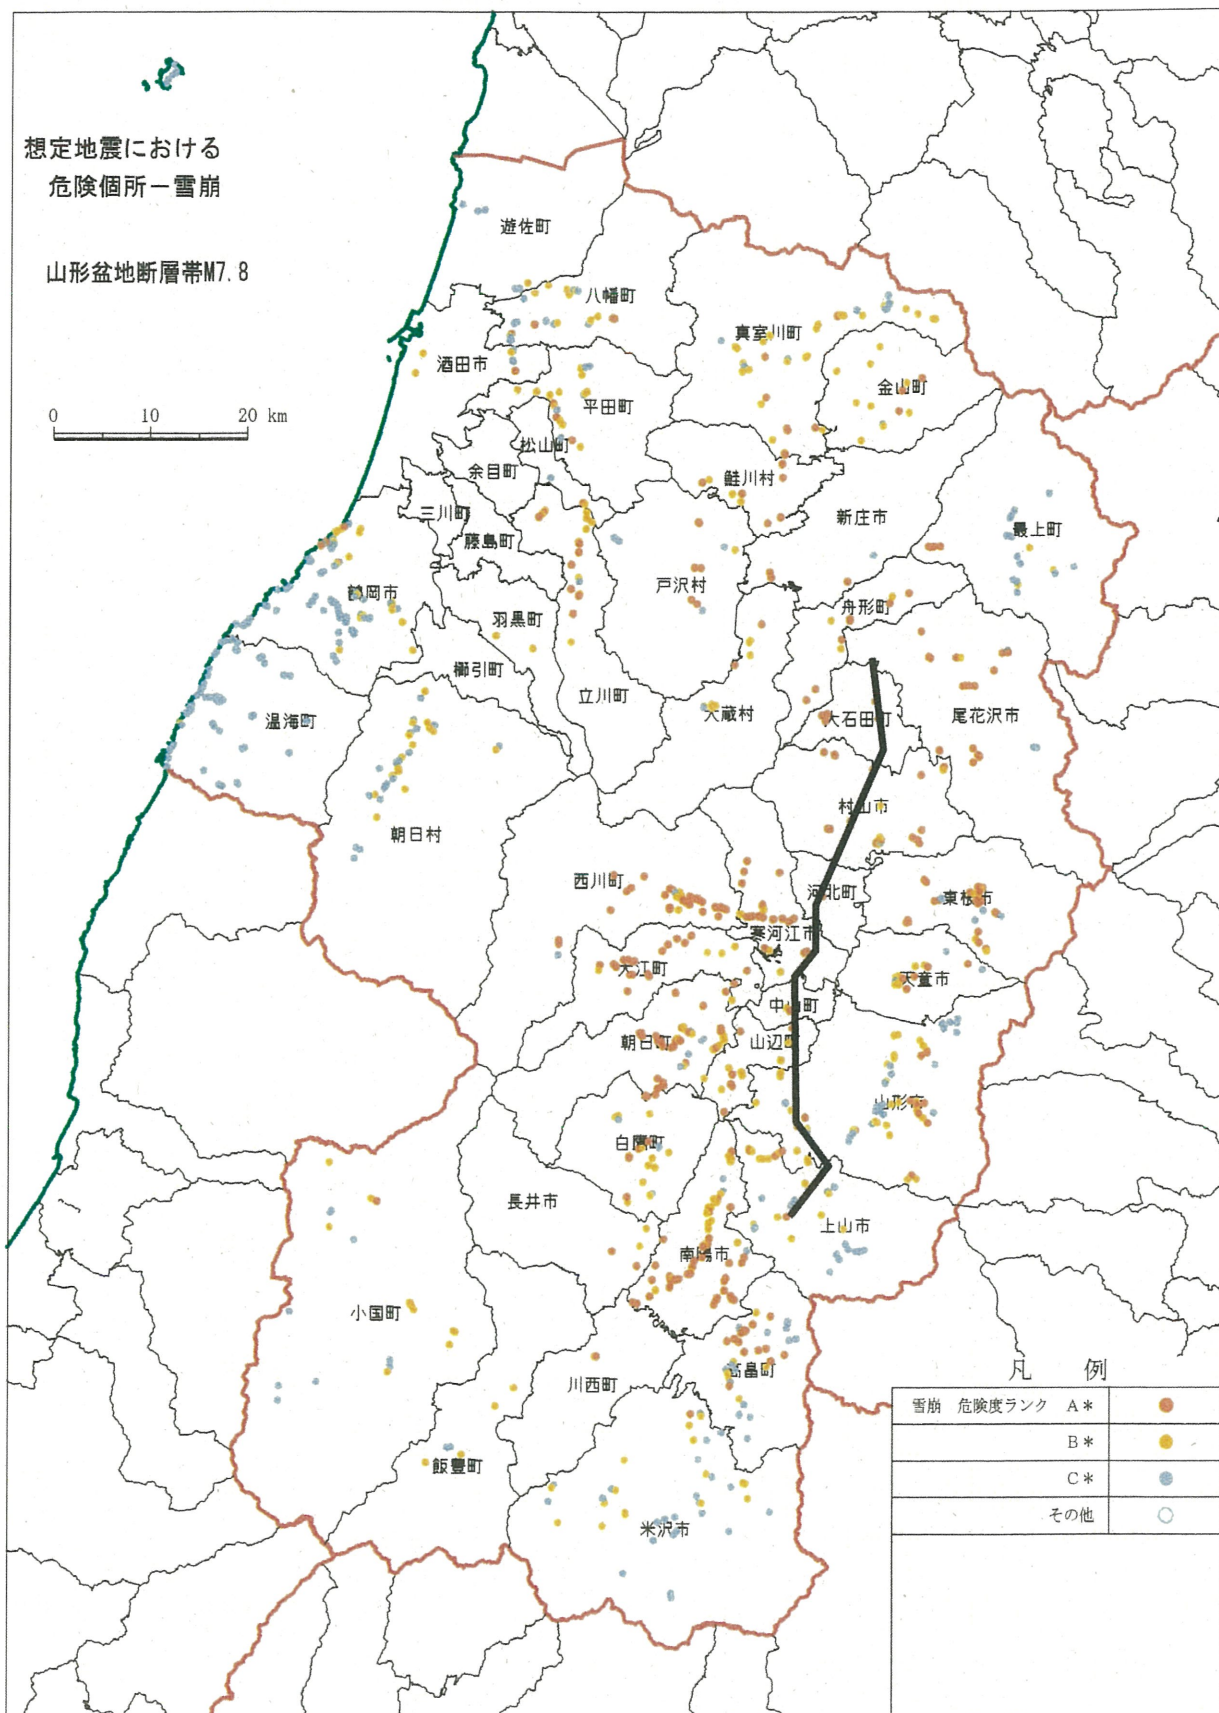 想定地震における
危険個所－雪崩
山形盆地断層帯M7.8
0 10 20 km
遊佐町
八幡町
真室川町
酒田市
金山町
平田町
松山町
余目町
鮭川村
三川町
新庄市
最上町
藤島町
戸沢村
鶴岡市
舟形町
羽黒町
櫛引町
立川町
大蔵村
大石田町
尾花沢市
温海町
村山市
朝日村
西川町
河北町
東根市
寒河江市
大江町
天童市
中山町
朝日町
山辺町
山形市
白鷹町
長井市
上山市
南陽市
小国町
高畠町
川西町
飯豊町
米沢市
凡 例
雪崩 危険度ランク A＊
B＊
C＊
その他